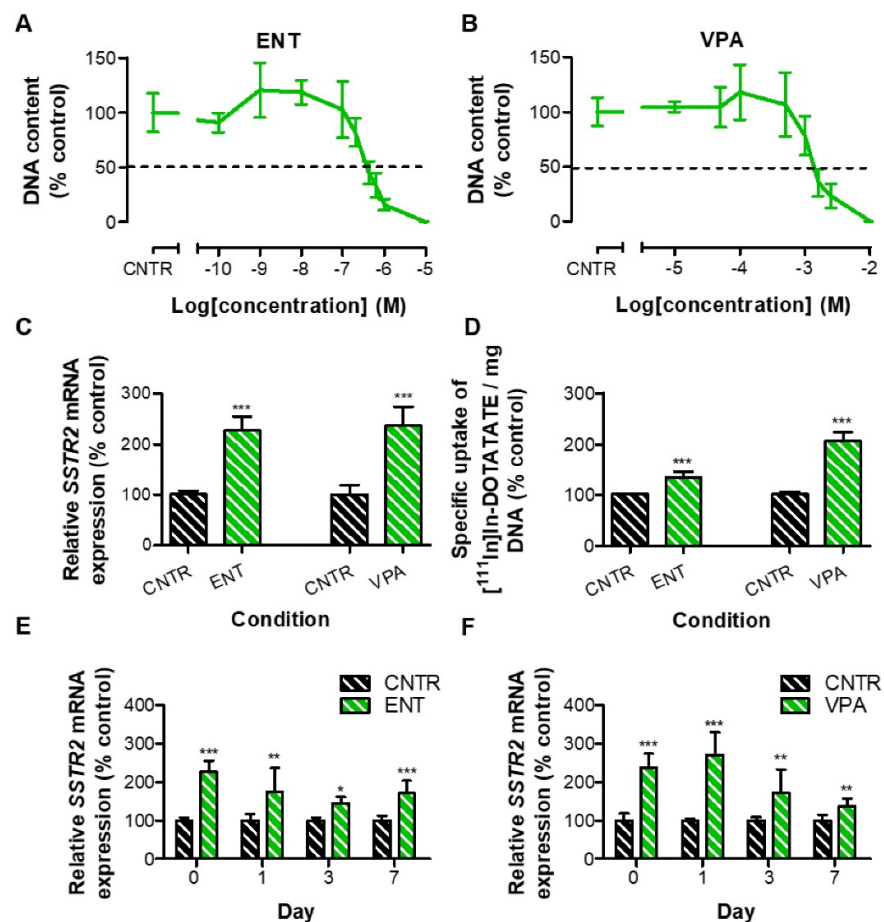 A
ENT
DNA content
(% control)
150
100
50
0
CNTR
-10
-9
-8
-7
-6
-5
Log[concentration] (M)
B
VPA
DNA content
(% control)
150
100
50
0
CNTR
-5
-4
-3
-2
Log[concentration] (M)
C
Relative SSTR2 mRNA
expression (% control)
300
200
100
0
***
***
CNTR
ENT
CNTR
VPA
Condition
D
Specific uptake of
[¹¹¹In]In-DOTATATE / mg
DNA (% control)
300
200
100
0
***
***
CNTR
ENT
CNTR
VPA
Condition
E
Relative SSTR2 mRNA
expression (% control)
CNTR
ENT
400
300
200
100
0
***
**
*
***
0
1
3
7
Day
F
Relative SSTR2 mRNA
expression (% control)
CNTR
VPA
400
300
200
100
0
***
***
**
**
0
1
3
7
Day